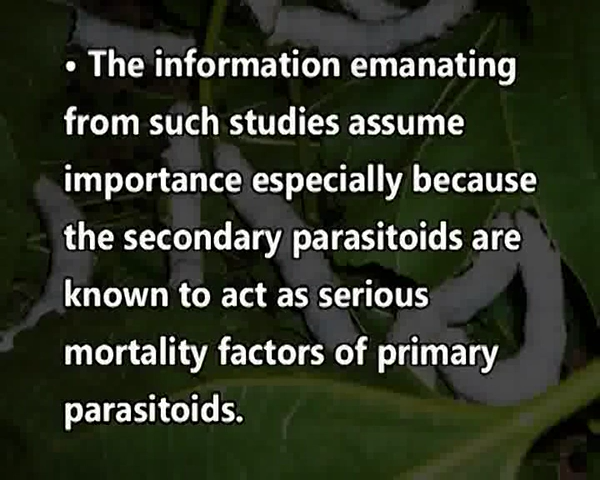 • The information emanating
from such studies assume
importance especially because
the secondary parasitoids are
known to act as serious
mortality factors of primary
parasitoids.